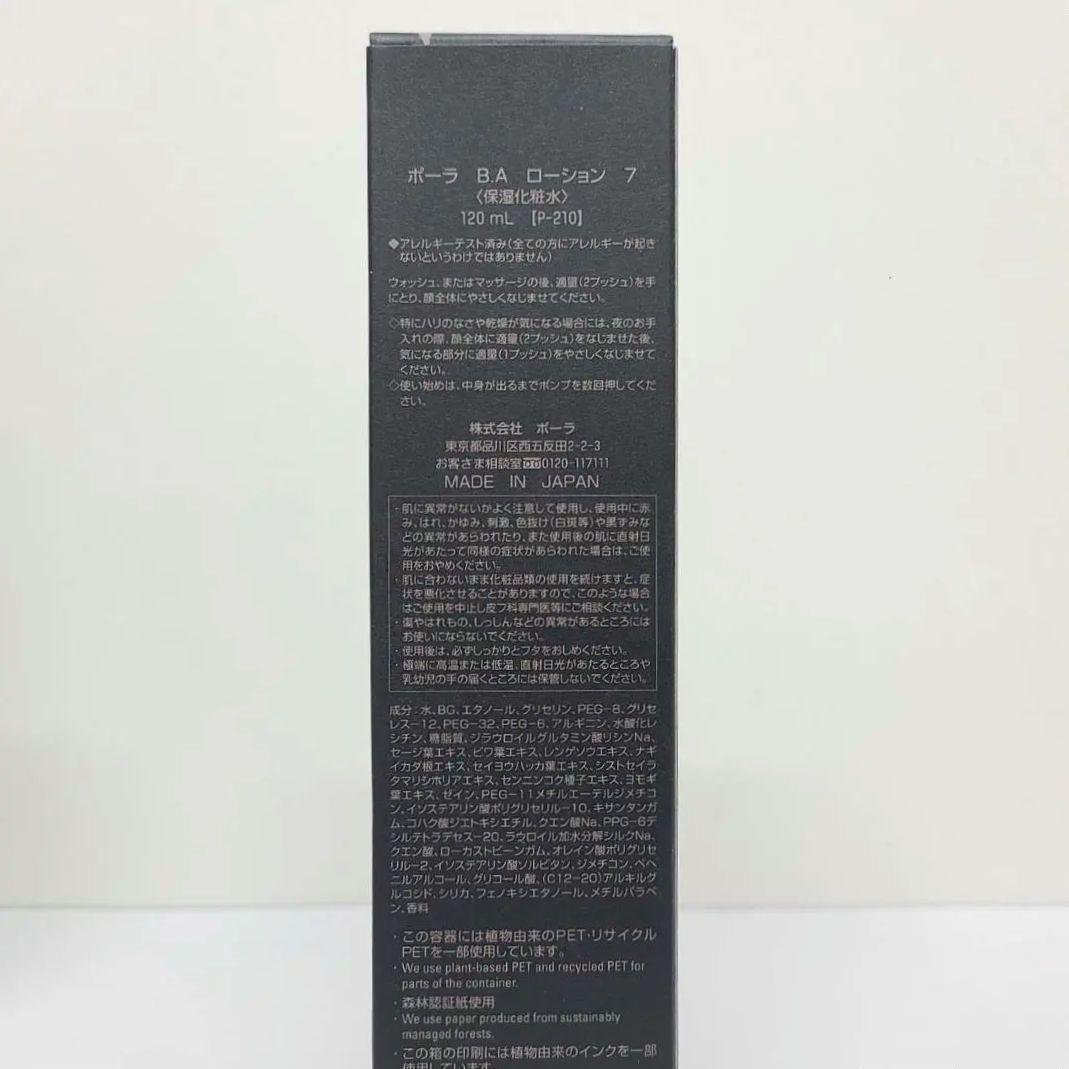 ポーラ B.A ローション 7
〈保湿化粧水〉
120 mL 【P-210】
◆アレルギーテスト済み(全ての方にアレルギーが起き
ないというわけではありません)
ウォッシュ、またはマッサージの後、適量(2プッシュ)を手
にとり、顔全体にやさしくなじませてください。
◇特にハリのなさや乾燥が気になる場合には、夜のお手
入れの際、顔全体に適量(2プッシュ)をなじませた後、
気になる部分に適量(1プッシュ)をやさしくなじませて
ください。
◇使い始めは、中身が出るまでポンプを数回押してくだ
さい。
株式会社 ポーラ
東京都品川区西五反田2-2-3
お客さま相談室 0120-117111
MADE IN JAPAN
・肌に異常がないかよく注意して使用し、使用中に赤
み、はれ、かゆみ、刺激、色抜け(白斑等)や黒ずみな
どの異常があらわれたり、また使用後の肌に直射日
光があたって同様の症状があらわれた場合は、ご使
用をおやめください。
・肌に合わないまま化粧品類の使用を続けますと、症
状を悪化させることがありますので、このような場合
はご使用を中止し皮フ科専門医等にご相談ください。
・傷やはれもの、しっしんなどの異常があるところには
お使いにならないでください。
・使用後は、必ずしっかりとフタをおしめください。
・極端に高温または低温、直射日光があたるところや
乳幼児の手の届くところには保管しないでください。
成分：水、BG、エタノール、グリセリン、PEG-8、グリセ
レス-12、PEG-32、PEG-6、アルギニン、水酸化レ
シチン、糖脂質、ジラウロイルグルタミン酸リシンNa、
セージ葉エキス、ビワ葉エキス、レンゲソウエキス、ナギ
イカダ根エキス、セイヨウハッカ葉エキス、シストセイラ
タマリシホリアエキス、センニンコク種子エキス、ヨモギ
葉エキス、ゼイン、PEG-11メチルエーテルジメチコ
ン、イソステアリン酸ポリグリセリル-10、キサンタンガ
ム、コハク酸ジエトキシエチル、クエン酸Na、PPG-6デ
シルテトラデセス-20、ラウロイル加水分解シルクNa、
クエン酸、ローカストビーンガム、オレイン酸ポリグリセ
リル-2、イソステアリン酸ソルビタン、ジメチコン、ベヘ
ニルアルコール、グリコール酸、(C12-20)アルキルグ
ルコシド、シリカ、フェノキシエタノール、メチルパラベ
ン、香料
・この容器には植物由来のPET・リサイクル
PETを一部使用しています。
・We use plant-based PET and recycled PET for
parts of the container.
・森林認証紙使用
・We use paper produced from sustainably
managed forests.
・この箱の印刷には植物由来のインクを一部
使用しています。